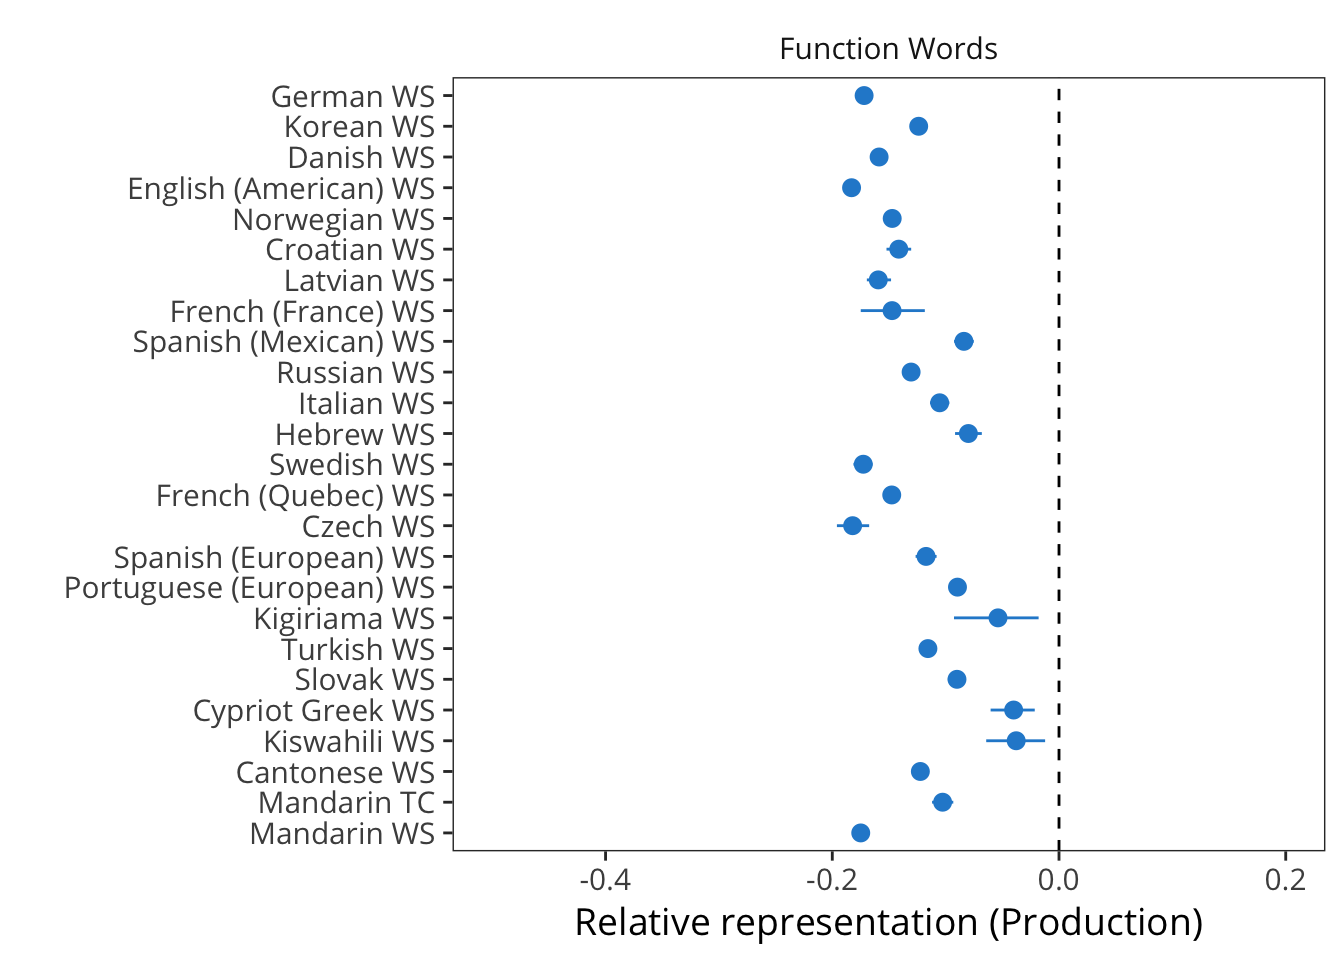 Function Words
German WS
Korean WS
Danish WS
English (American) WS
Norwegian WS
Croatian WS
Latvian WS
French (France) WS
Spanish (Mexican) WS
Russian WS
Italian WS
Hebrew WS
Swedish WS
French (Quebec) WS
Czech WS
Spanish (European) WS
Portuguese (European) WS
Kigiriama WS
Turkish WS
Slovak WS
Cypriot Greek WS
Kiswahili WS
Cantonese WS
Mandarin TC
Mandarin WS
-0.4 -0.2 0.0 0.2
Relative representation (Production)